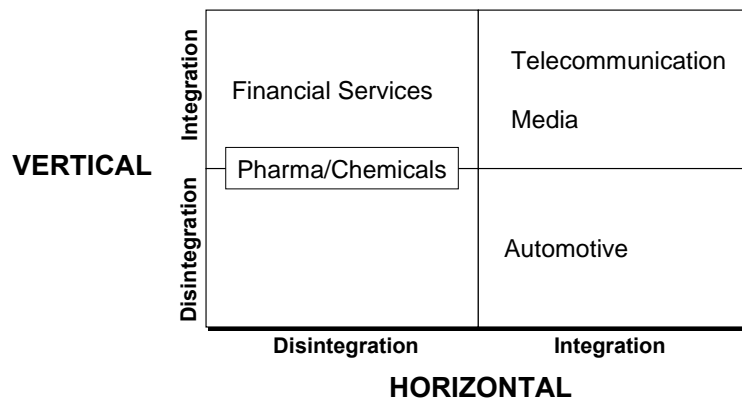 Integration
Telecommunication
Financial Services
Media
VERTICAL
Pharma/Chemicals
Disintegration
Automotive
Disintegration
Integration
HORIZONTAL